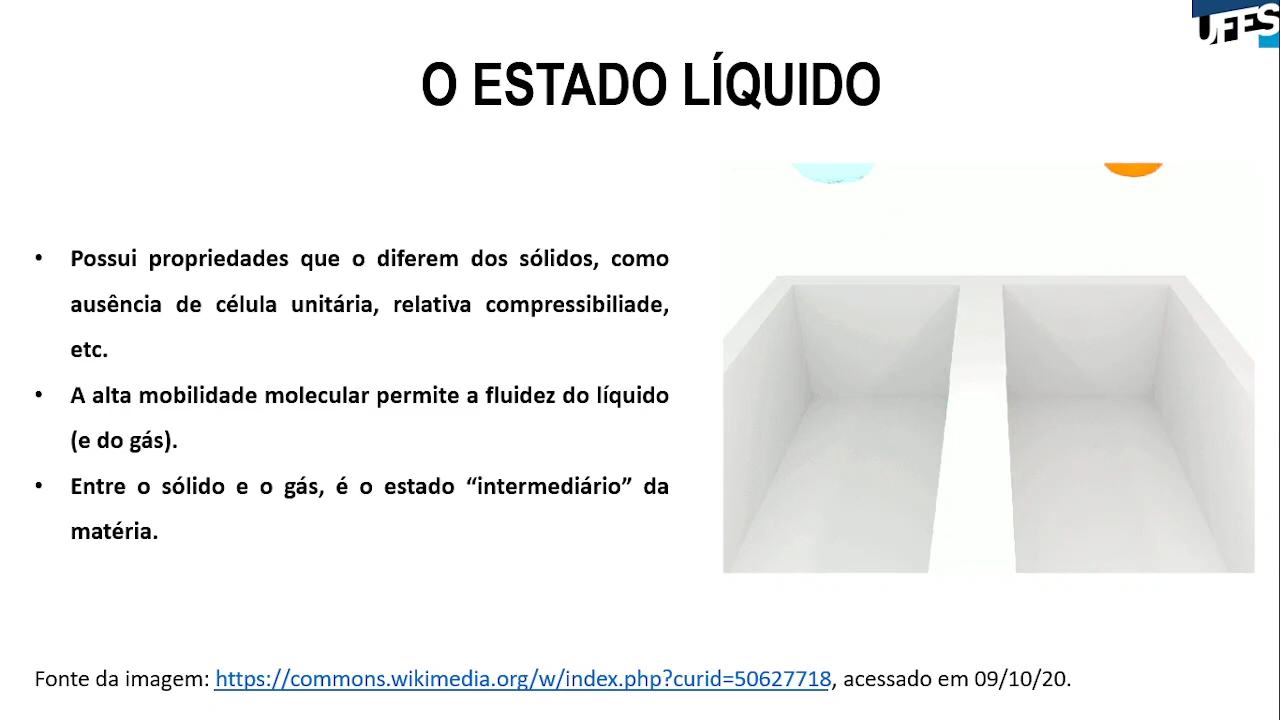 UFES
O ESTADO LÍQUIDO
• Possui propriedades que o diferem dos sólidos, como
ausência de célula unitária, relativa compressibiliade,
etc.
• A alta mobilidade molecular permite a fluidez do líquido
(e do gás).
• Entre o sólido e o gás, é o estado “intermediário” da
matéria.
Fonte da imagem: https://commons.wikimedia.org/w/index.php?curid=50627718, acessado em 09/10/20.